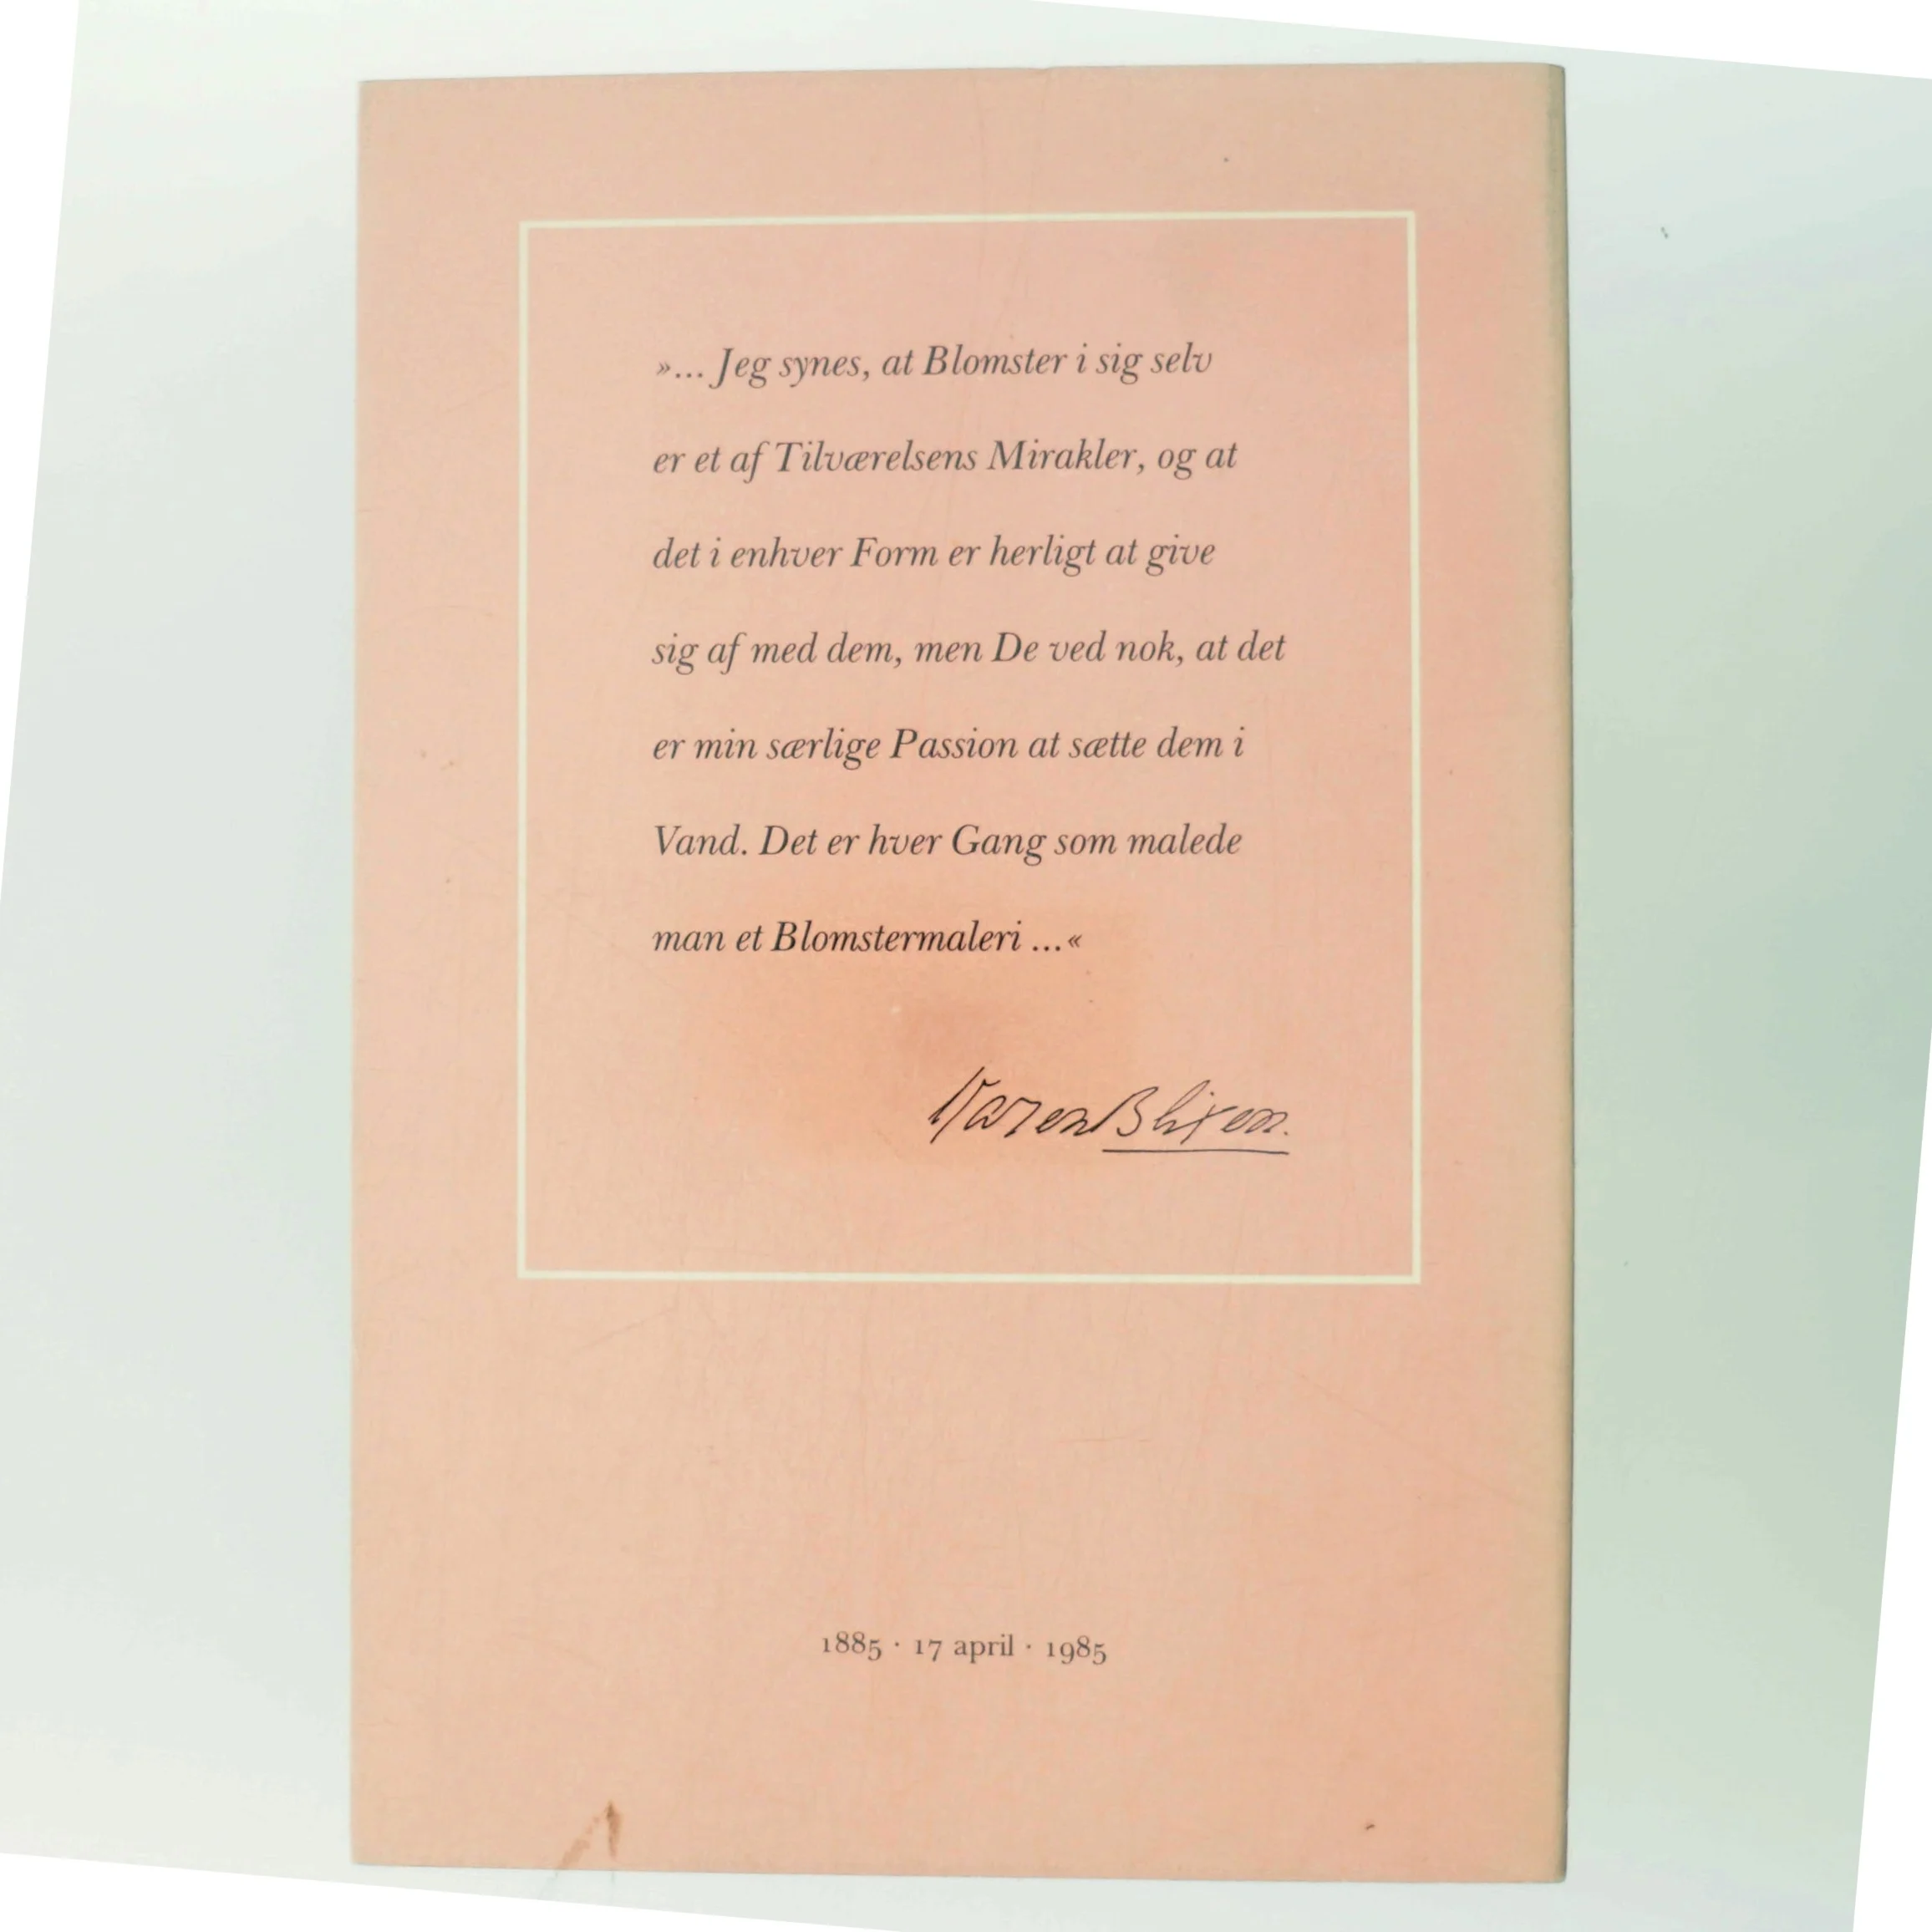 »... Jeg synes, at Blomster i sig selv
er et af Tilværelsens Mirakler, og at
det i enhver Form er herligt at give
sig af med dem, men De ved nok, at det
er min særlige Passion at sætte dem i
Vand. Det er hver Gang som malede
man et Blomstermaleri ...«
Karen Blixen.
1885 · 17 april · 1985